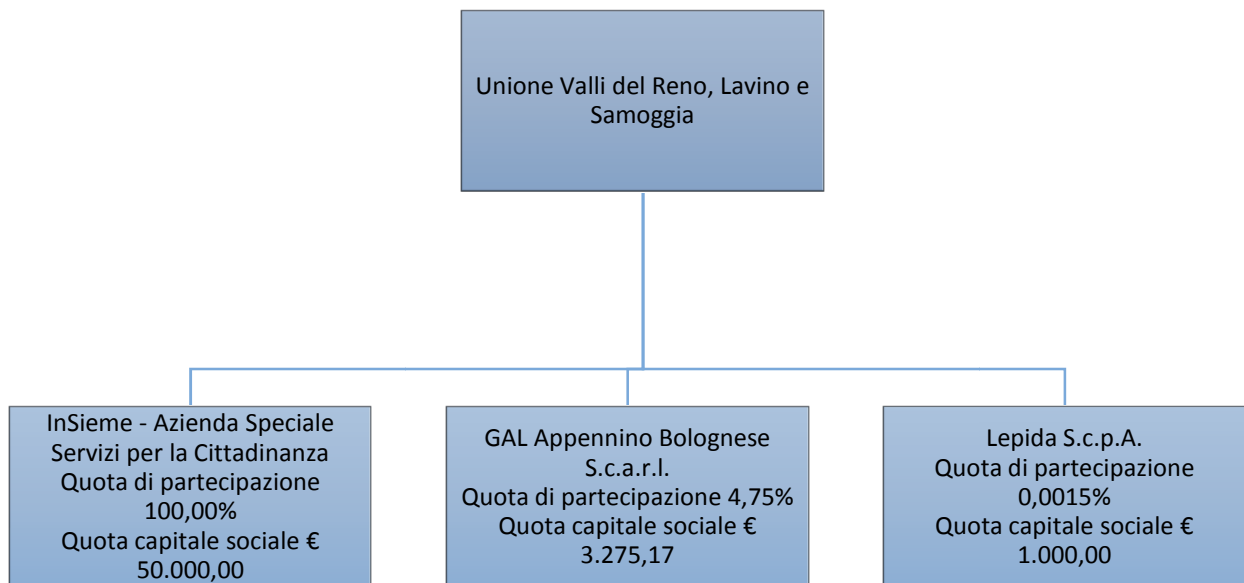 Unione Valli del Reno, Lavino e
Samoggia
InSieme - Azienda Speciale
Servizi per la Cittadinanza
Quota di partecipazione
100,00%
Quota capitale sociale €
50.000,00
GAL Appennino Bolognese
S.c.a.r.l.
Quota di partecipazione 4,75%
Quota capitale sociale €
3.275,17
Lepida S.c.p.A.
Quota di partecipazione
0,0015%
Quota capitale sociale €
1.000,00